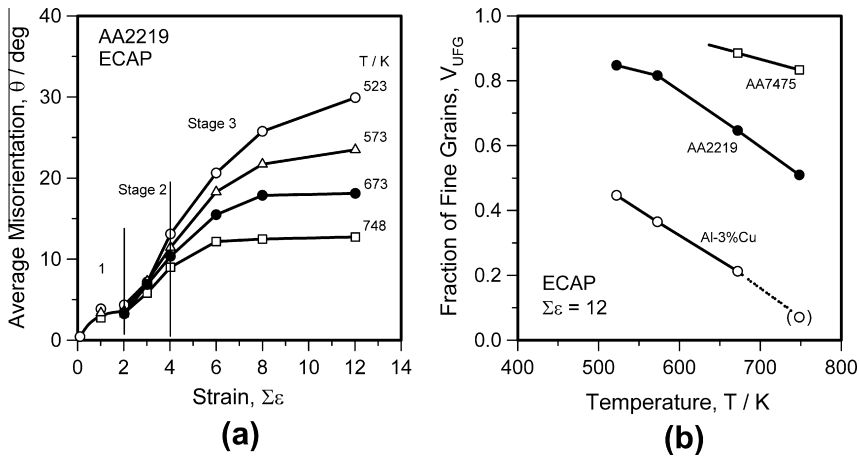 40
30
20
10
0
Average Misorientation, θ / deg
AA2219
ECAP
T / K
523
573
673
748
Stage 3
Stage 2
1
0 2 4 6 8 10 12 14
Strain, Σε
(a)
1.0
0.8
0.6
0.4
0.2
0.0
Fraction of Fine Grains, V_UFG
AA7475
AA2219
Al-3%Cu
ECAP
Σε = 12
( )
400 500 600 700 800
Temperature, T / K
(b)